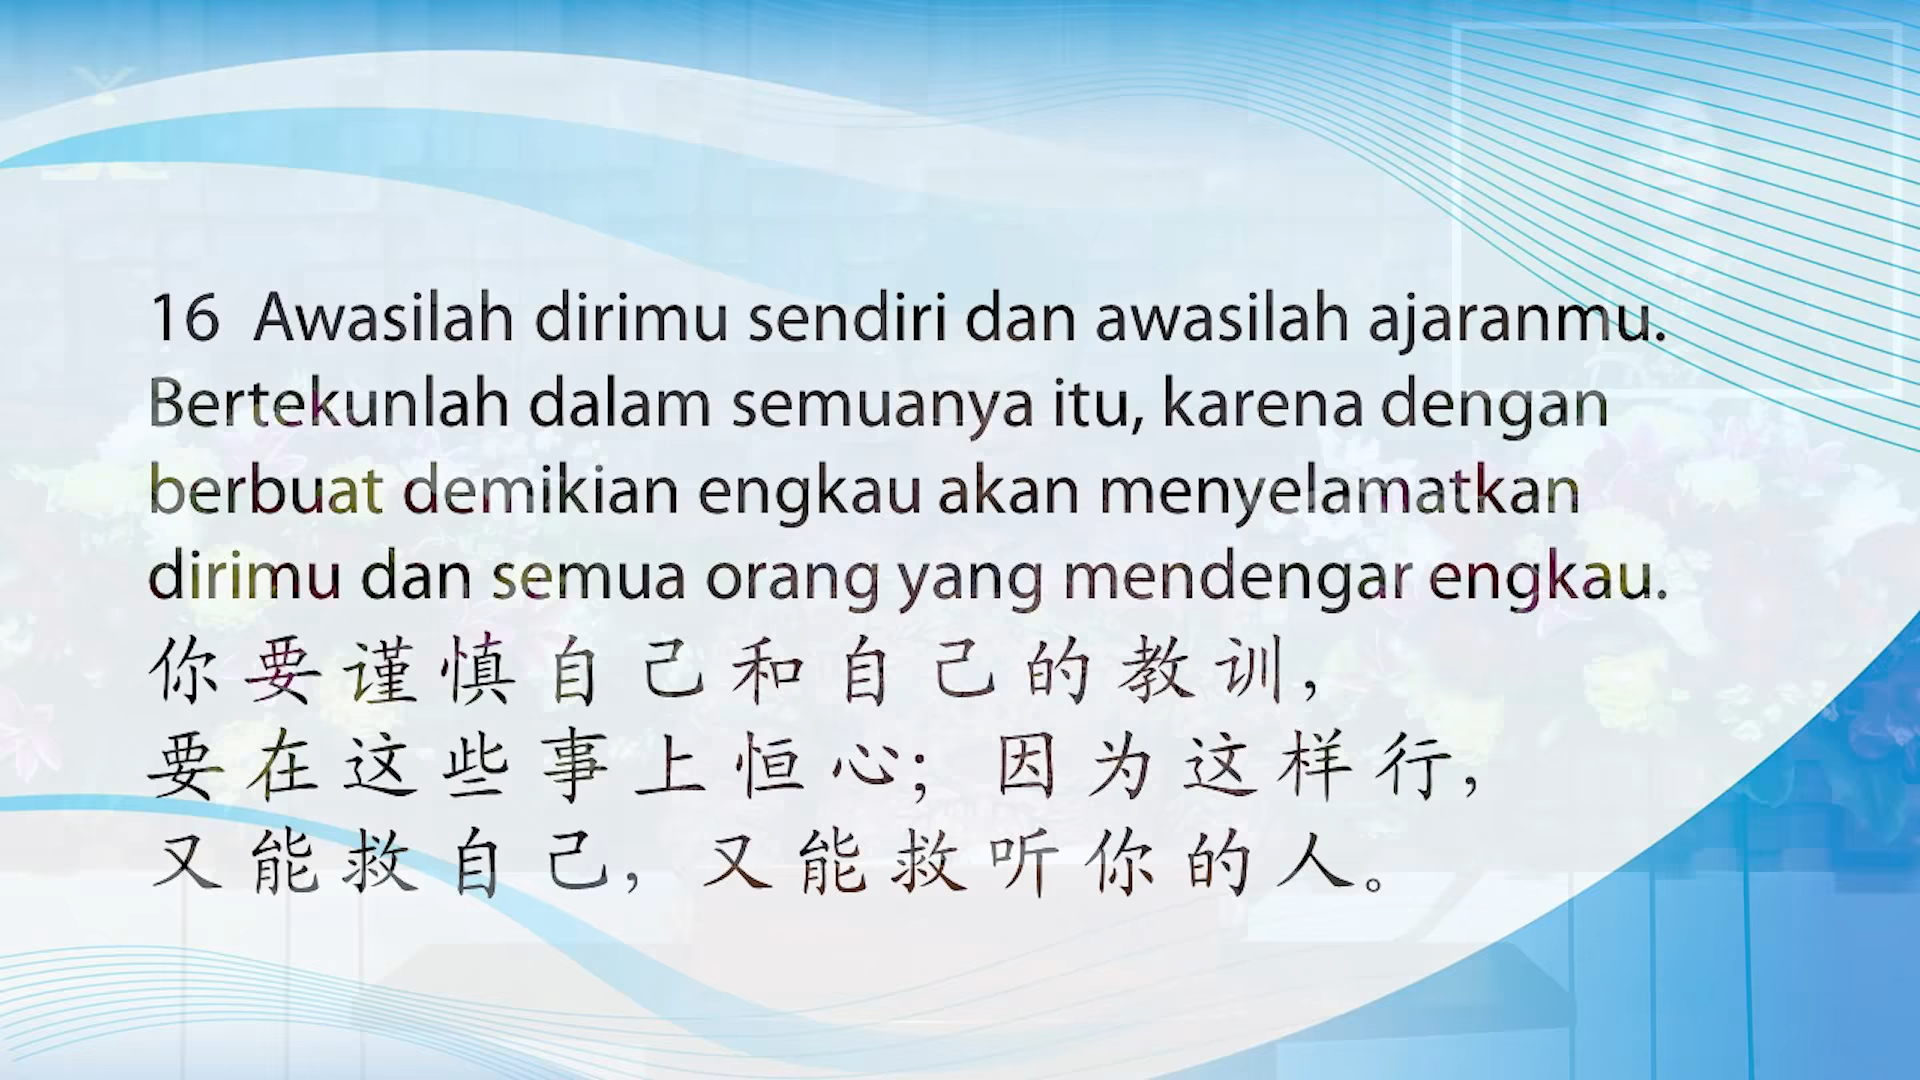 16 Awasilah dirimu sendiri dan awasilah ajaranmu.
Bertekunlah dalam semuanya itu, karena dengan
berbuat demikian engkau akan menyelamatkan
dirimu dan semua orang yang mendengar engkau.
你要谨慎自己和自己的教训，
要在这些事上恒心；因为这样行，
又能救自己，又能救听你的人。